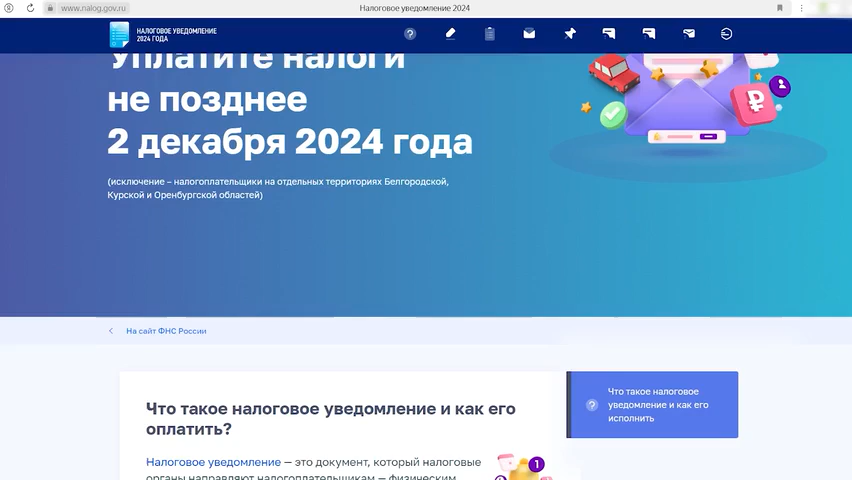 www.nalog.gov.ru
Налоговое уведомление 2024
НАЛОГОВОЕ УВЕДОМЛЕНИЕ
2024 ГОДА
Уплатите налоги
не позднее
2 декабря 2024 года
(исключение – налогоплательщики на отдельных территориях Белгородской,
Курской и Оренбургской областей)
На сайт ФНС России
Что такое налоговое уведомление и как его
оплатить?
Что такое налоговое
уведомление и как его
исполнить
Налоговое уведомление — это документ, который налоговые
органы направляют налогоплательщикам — физическим